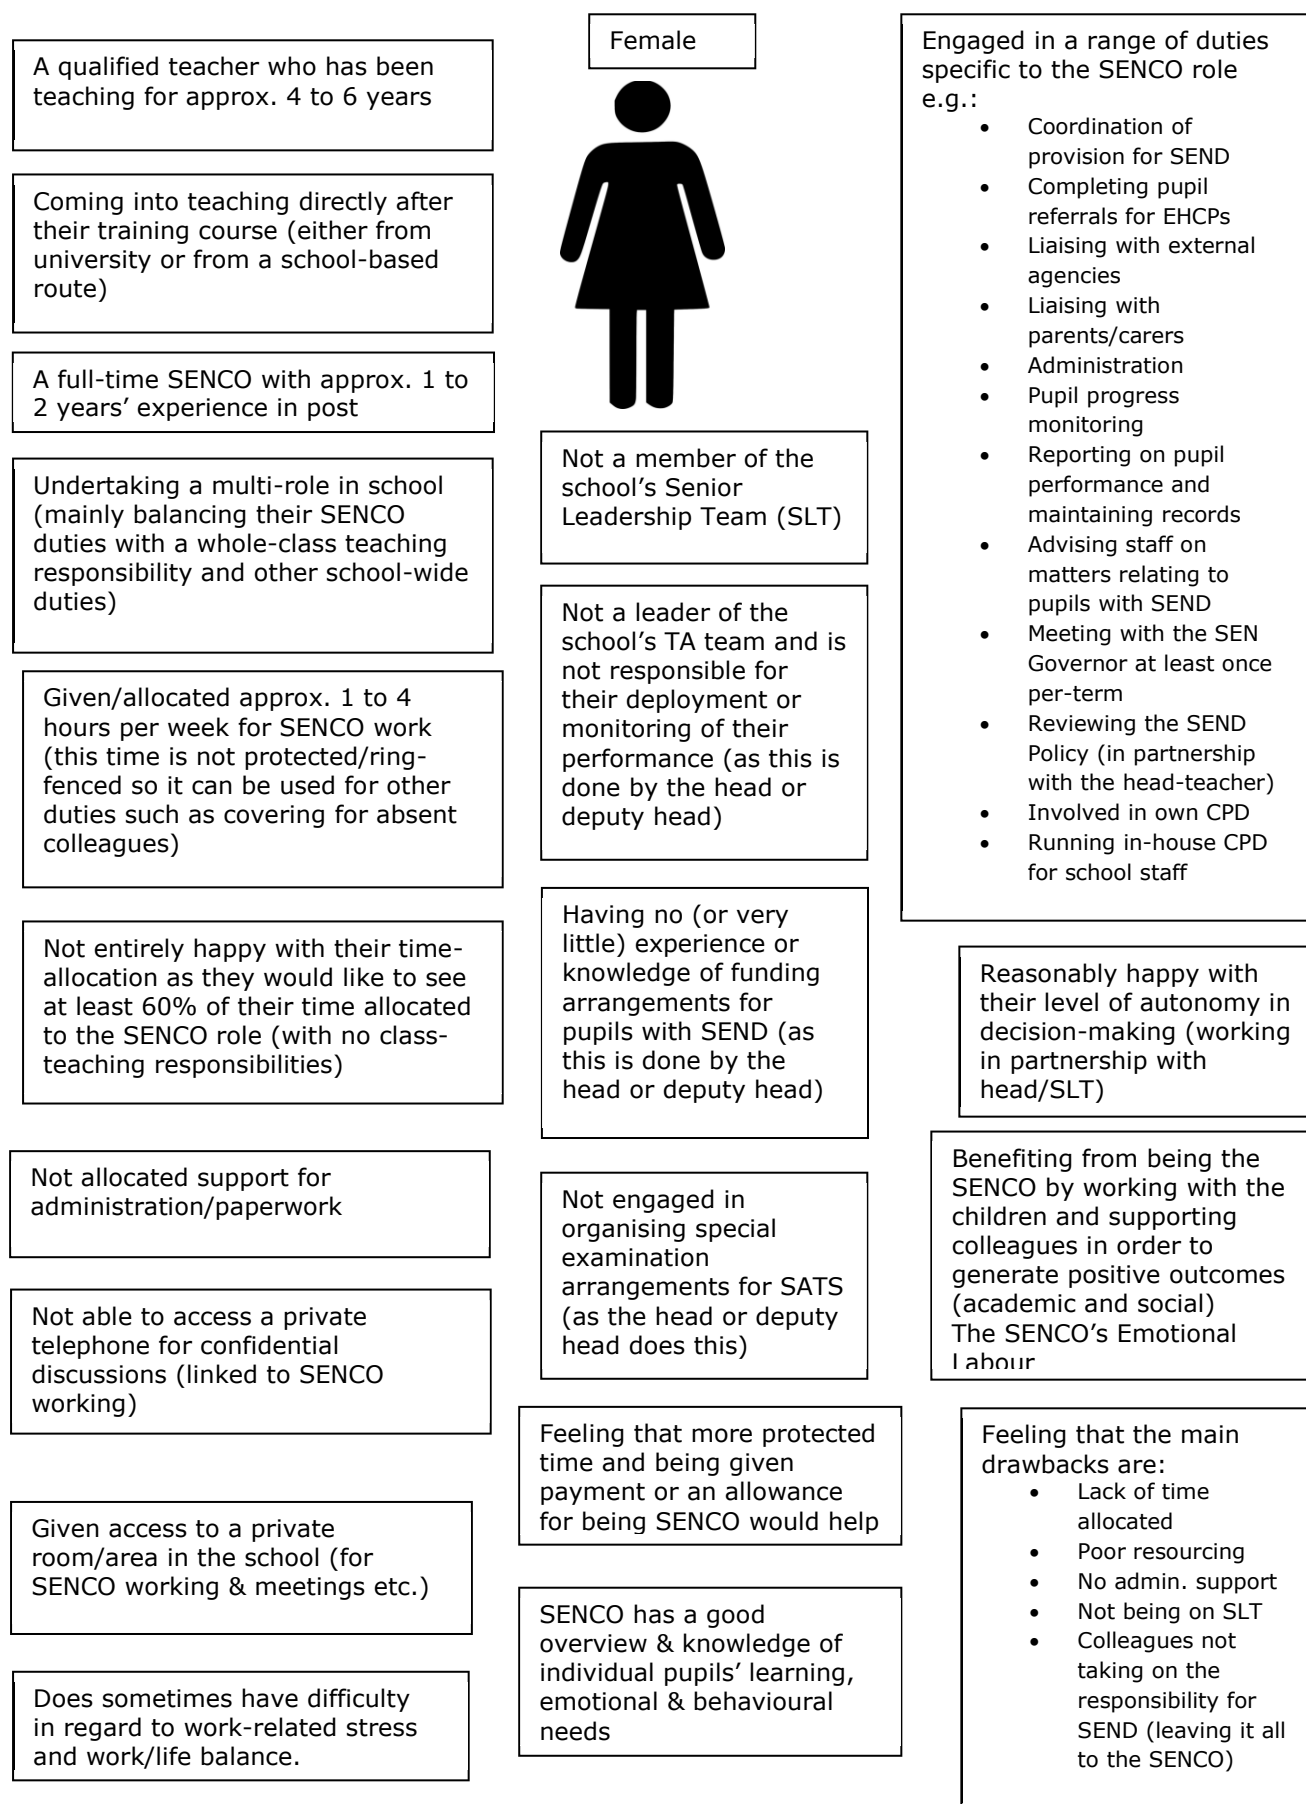 A qualified teacher who has been
teaching for approx. 4 to 6 years
Coming into teaching directly after
their training course (either from
university or from a school-based
route)
A full-time SENCO with approx. 1 to
2 years’ experience in post
Undertaking a multi-role in school
(mainly balancing their SENCO
duties with a whole-class teaching
responsibility and other school-wide
duties)
Given/allocated approx. 1 to 4
hours per week for SENCO work
(this time is not protected/ring-
fenced so it can be used for other
duties such as covering for absent
colleagues)
Not entirely happy with their time-
allocation as they would like to see
at least 60% of their time allocated
to the SENCO role (with no class-
teaching responsibilities)
Not allocated support for
administration/paperwork
Not able to access a private
telephone for confidential
discussions (linked to SENCO
working)
Given access to a private
room/area in the school (for
SENCO working & meetings etc.)
Does sometimes have difficulty
in regard to work-related stress
and work/life balance.
Female
Not a member of the
school’s Senior
Leadership Team (SLT)
Not a leader of the
school’s TA team and is
not responsible for
their deployment or
monitoring of their
performance (as this is
done by the head or
deputy head)
Having no (or very
little) experience or
knowledge of funding
arrangements for
pupils with SEND (as
this is done by the
head or deputy head)
Not engaged in
organising special
examination
arrangements for SATS
(as the head or deputy
head does this)
Feeling that more protected
time and being given
payment or an allowance
for being SENCO would help
SENCO has a good
overview & knowledge of
individual pupils’ learning,
emotional & behavioural
needs
Engaged in a range of duties
specific to the SENCO role
e.g.:
• Coordination of
provision for SEND
• Completing pupil
referrals for EHCPs
• Liaising with external
agencies
• Liaising with
parents/carers
• Administration
• Pupil progress
monitoring
• Reporting on pupil
performance and
maintaining records
• Advising staff on
matters relating to
pupils with SEND
• Meeting with the SEN
Governor at least once
per-term
• Reviewing the SEND
Policy (in partnership
with the head-teacher)
• Involved in own CPD
• Running in-house CPD
for school staff
Reasonably happy with
their level of autonomy in
decision-making (working
in partnership with
head/SLT)
Benefiting from being the
SENCO by working with the
children and supporting
colleagues in order to
generate positive outcomes
(academic and social)
The SENCO’s Emotional
Labour
Feeling that the main
drawbacks are:
• Lack of time
allocated
• Poor resourcing
• No admin. support
• Not being on SLT
• Colleagues not
taking on the
responsibility for
SEND (leaving it all
to the SENCO)